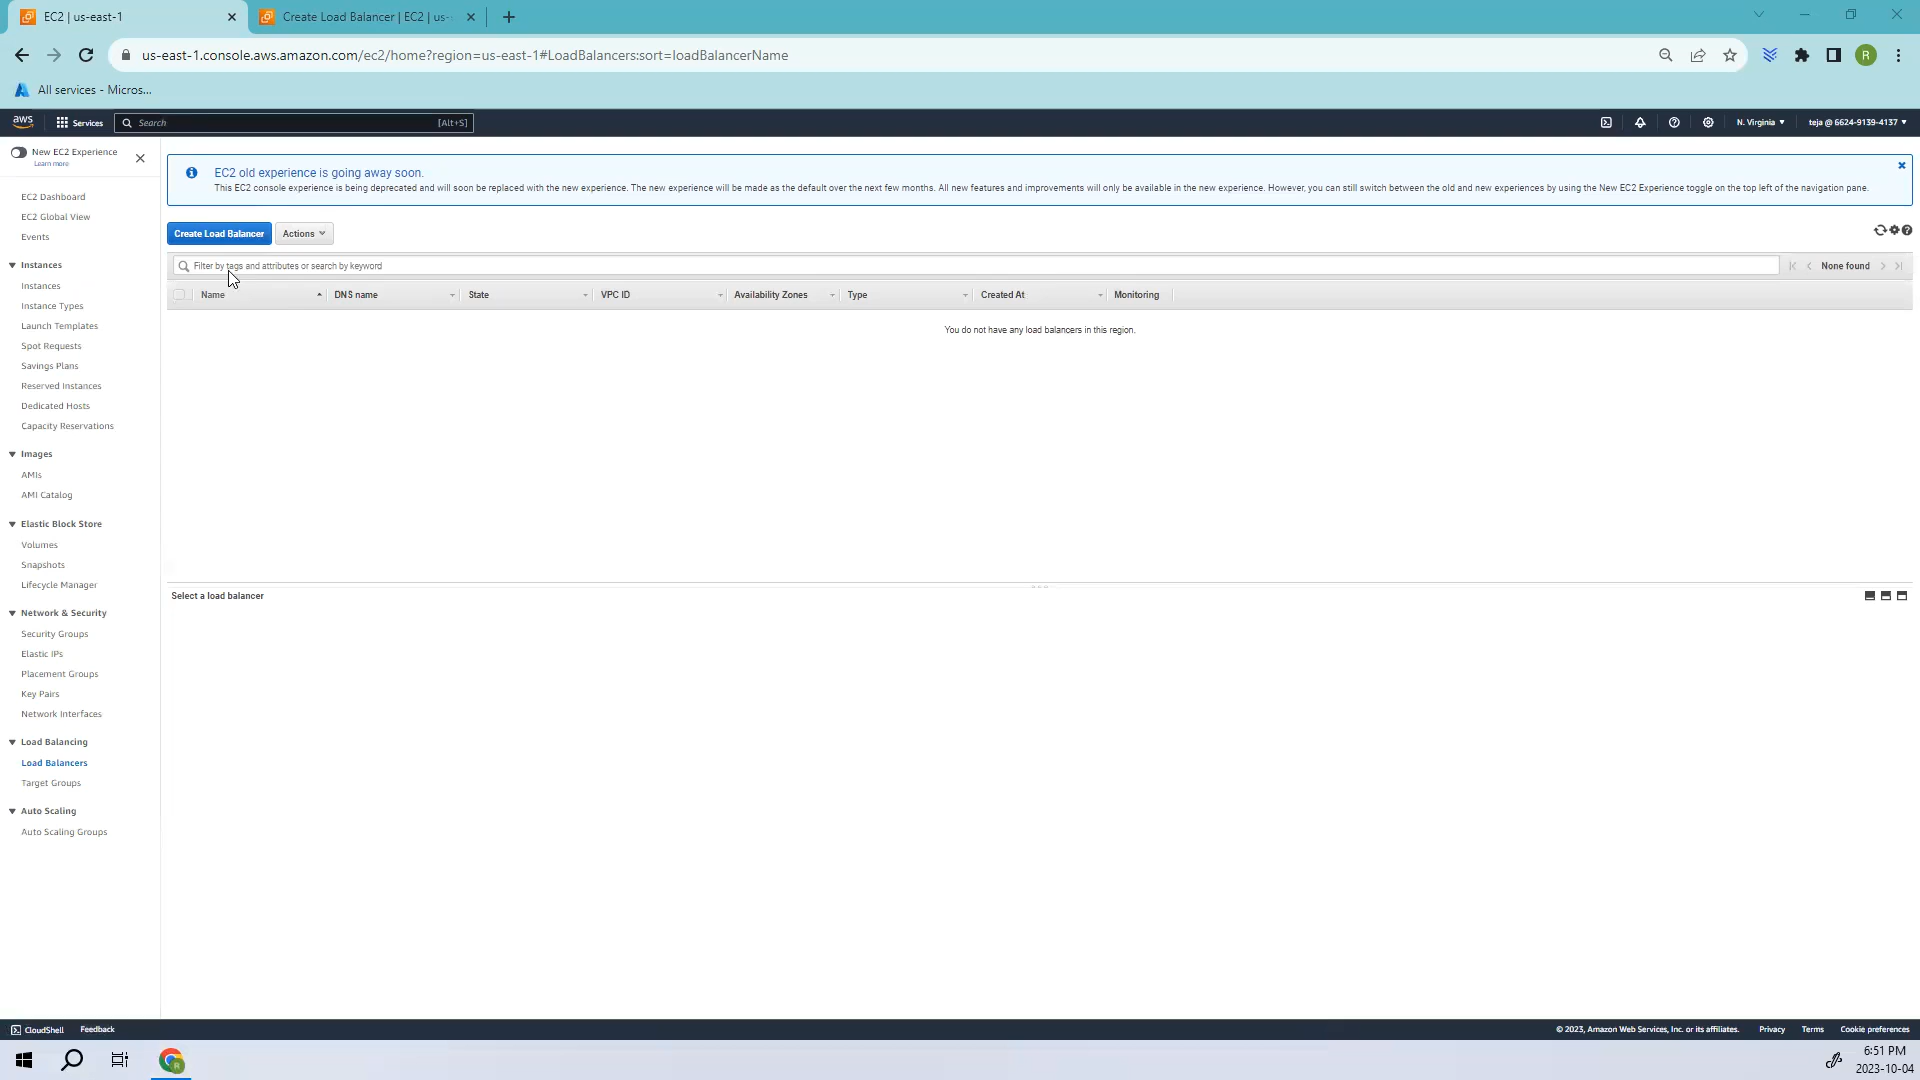 EC2 | us-east-1
Create Load Balancer | EC2 | us-
us-east-1.console.aws.amazon.com/ec2/home?region=us-east-1#LoadBalancers:sort=loadBalancerName
R
All services - Micros...
aws
Services
Search
[Alt+S]
N. Virginia
teja @ 6624-9139-4137
New EC2 Experience
Learn more
EC2 Dashboard
EC2 Global View
Events
Instances
Instances
Instance Types
Launch Templates
Spot Requests
Savings Plans
Reserved Instances
Dedicated Hosts
Capacity Reservations
Images
AMIs
AMI Catalog
Elastic Block Store
Volumes
Snapshots
Lifecycle Manager
Network & Security
Security Groups
Elastic IPs
Placement Groups
Key Pairs
Network Interfaces
Load Balancing
Load Balancers
Target Groups
Auto Scaling
Auto Scaling Groups
EC2 old experience is going away soon.
This EC2 console experience is being deprecated and will soon be replaced with the new experience. The new experience will be made as the default over the next few months. All new features and improvements will only be available in the new experience. However, you can still switch between the old and new experiences by using the New EC2 Experience toggle on the top left of the navigation pane.
Create Load Balancer
Actions
Filter by tags and attributes or search by keyword
None found
Name
DNS name
State
VPC ID
Availability Zones
Type
Created At
Monitoring
You do not have any load balancers in this region.
Select a load balancer
CloudShell
Feedback
© 2023, Amazon Web Services, Inc. or its affiliates.
Privacy
Terms
Cookie preferences
R
6:51 PM
2023-10-04